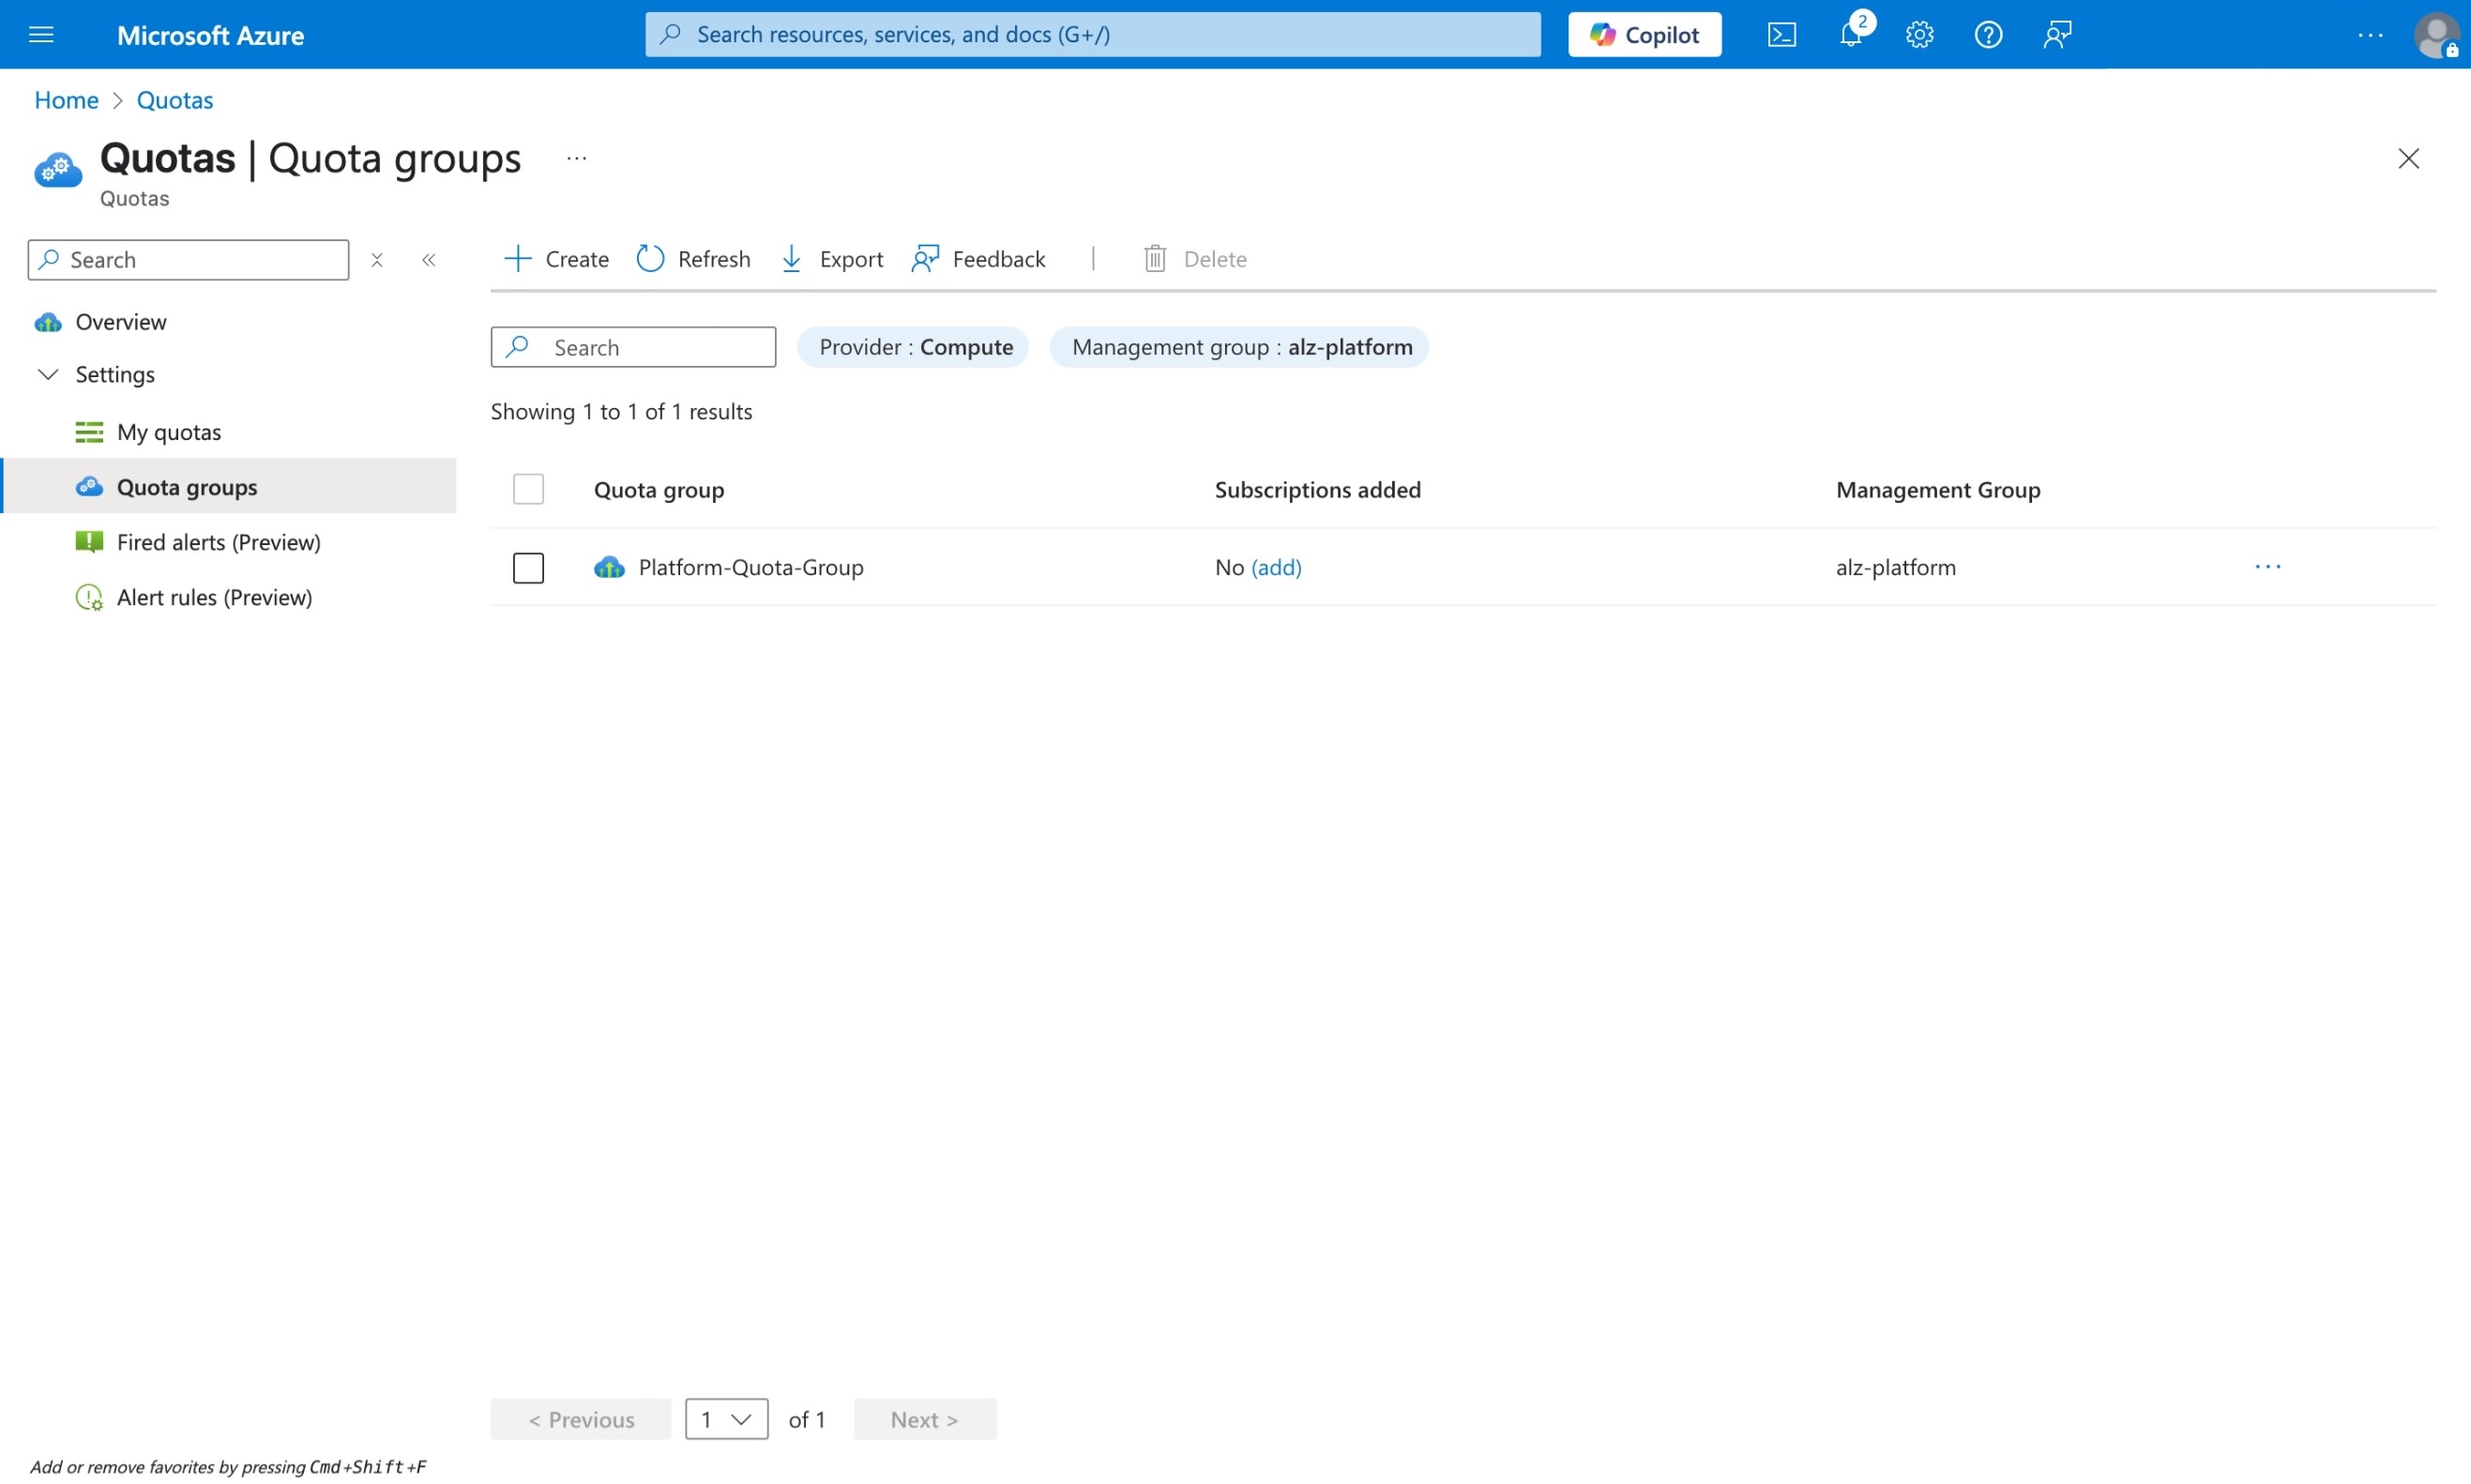 Microsoft Azure
Search resources, services, and docs (G+/)
Copilot
2
Home > Quotas
Quotas | Quota groups
Quotas
Search
Overview
Settings
My quotas
Quota groups
Fired alerts (Preview)
Alert rules (Preview)
Create
Refresh
Export
Feedback
Delete
Search
Provider : Compute
Management group : alz-platform
Showing 1 to 1 of 1 results
Quota group Subscriptions added Management Group
Platform-Quota-Group No (add) alz-platform
< Previous 1 of 1 Next >
Add or remove favorites by pressing Cmd+Shift+F